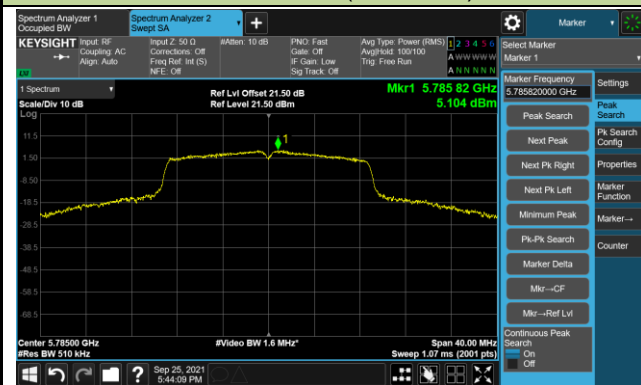 Spectrum Analyzer 1
Occupied BW
Spectrum Analyzer 2
Swept SA
+
Marker
KEYSIGHT
Input: RF
Coupling: AC
Align: Auto
Input Z: 50 Ω
Corrections: Off
Freq Ref: Int (S)
NFE: Off
#Atten: 10 dB
PNO: Fast
Gate: Off
IF Gain: Low
Sig Track: Off
Avg Type: Power (RMS)
Avg|Hold: 100/100
Trig: Free Run
1 2 3 4 5 6
A W W W W W
A N N N N N
Select Marker
Marker 1
1 Spectrum
Scale/Div 10 dB
Log
Ref Lvl Offset 21.50 dB
Ref Level 21.50 dBm
Mkr1 5.785 82 GHz
5.104 dBm
1
11.5
1.50
-8.50
-18.5
-28.5
-38.5
-48.5
-58.5
-68.5
Center 5.78500 GHz
#Res BW 510 kHz
#Video BW 1.6 MHz*
Span 40.00 MHz
Sweep 1.07 ms (2001 pts)
Marker Frequency
5.785820000 GHz
Peak Search
Next Peak
Next Pk Right
Next Pk Left
Minimum Peak
Pk-Pk Search
Marker Delta
Mkr→CF
Mkr→Ref Lvl
Continuous Peak
Search
On
Off
Settings
Peak
Search
Pk Search
Config
Properties
Marker
Function
Marker→
Counter
?
Sep 25, 2021
5:44:09 PM